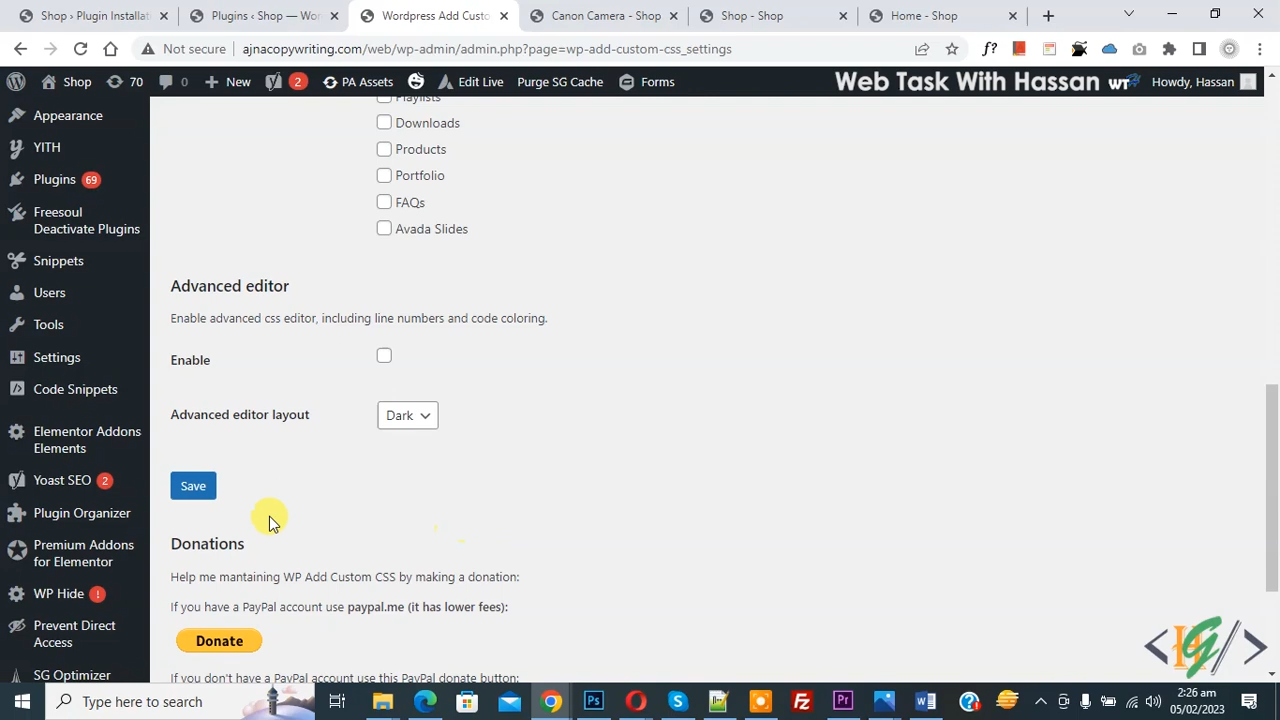 Shop › Plugin Installat
Plugins ‹ Shop — Wor
Wordpress Add Custo
Canon Camera - Shop
Shop - Shop
Home - Shop
Not secure
ajnacopywriting.com/web/wp-admin/admin.php?page=wp-add-custom-css_settings
Shop
70
0
New
2
PA Assets
Edit Live
Purge SG Cache
Forms
Web Task With Hassan
WT
Howdy, Hassan
Appearance
YITH
Plugins 69
Freesoul
Deactivate Plugins
Snippets
Users
Tools
Settings
Code Snippets
Elementor Addons
Elements
Yoast SEO 2
Plugin Organizer
Premium Addons
for Elementor
WP Hide !
Prevent Direct
Access
SG Optimizer
Playlists
Downloads
Products
Portfolio
FAQs
Avada Slides
Advanced editor
Enable advanced css editor, including line numbers and code coloring.
Enable
Advanced editor layout
Dark
Save
Donations
Help me mantaining WP Add Custom CSS by making a donation:
If you have a PayPal account use paypal.me (it has lower fees):
Donate
If you don't have a PayPal account use this PayPal donate button:
Type here to search
2:26 am
05/02/2023